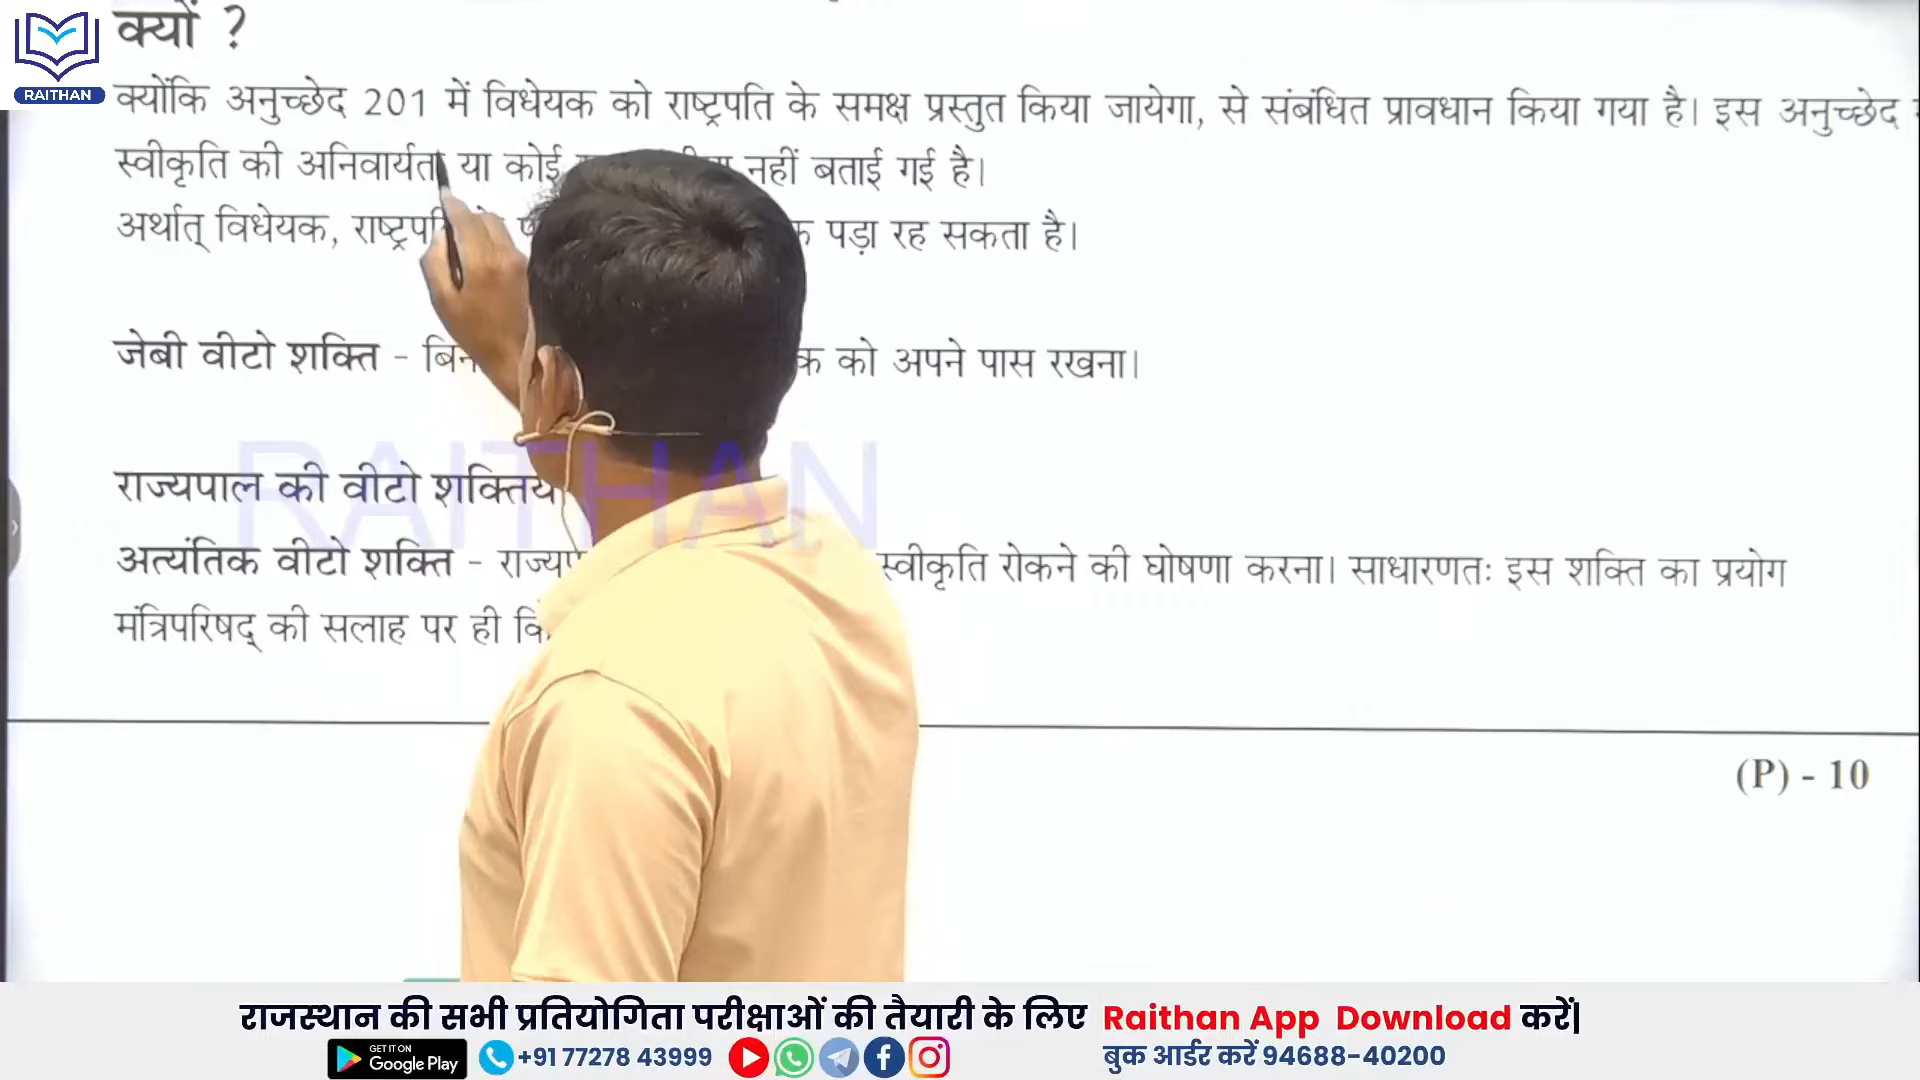 क्यों ?
RAITHAN
क्योंकि अनुच्छेद 201 में विधेयक को राष्ट्रपति के समक्ष प्रस्तुत किया जायेगा, से संबंधित प्रावधान किया गया है। इस अनुच्छेद
स्वीकृति की अनिवार्यता या कोई नहीं बताई गई है।
अर्थात् विधेयक, पड़ा रह सकता है।
जेबी वीटो शक्ति - को अपने पास रखना।
RAITHAN
राज्यपाल की वीटो शक्तियाँ
अत्यंतिक वीटो शक्ति - स्वीकृति रोकने की घोषणा करना। साधारणतः इस शक्ति का प्रयोग
मंत्रिपरिषद् की सलाह पर ही
(P) - 10
राजस्थान की सभी प्रतियोगिता परीक्षाओं की तैयारी के लिए Raithan App Download करें|
GET IT ON
Google Play
+91 77278 43999
बुक आर्डर करें 94688-40200